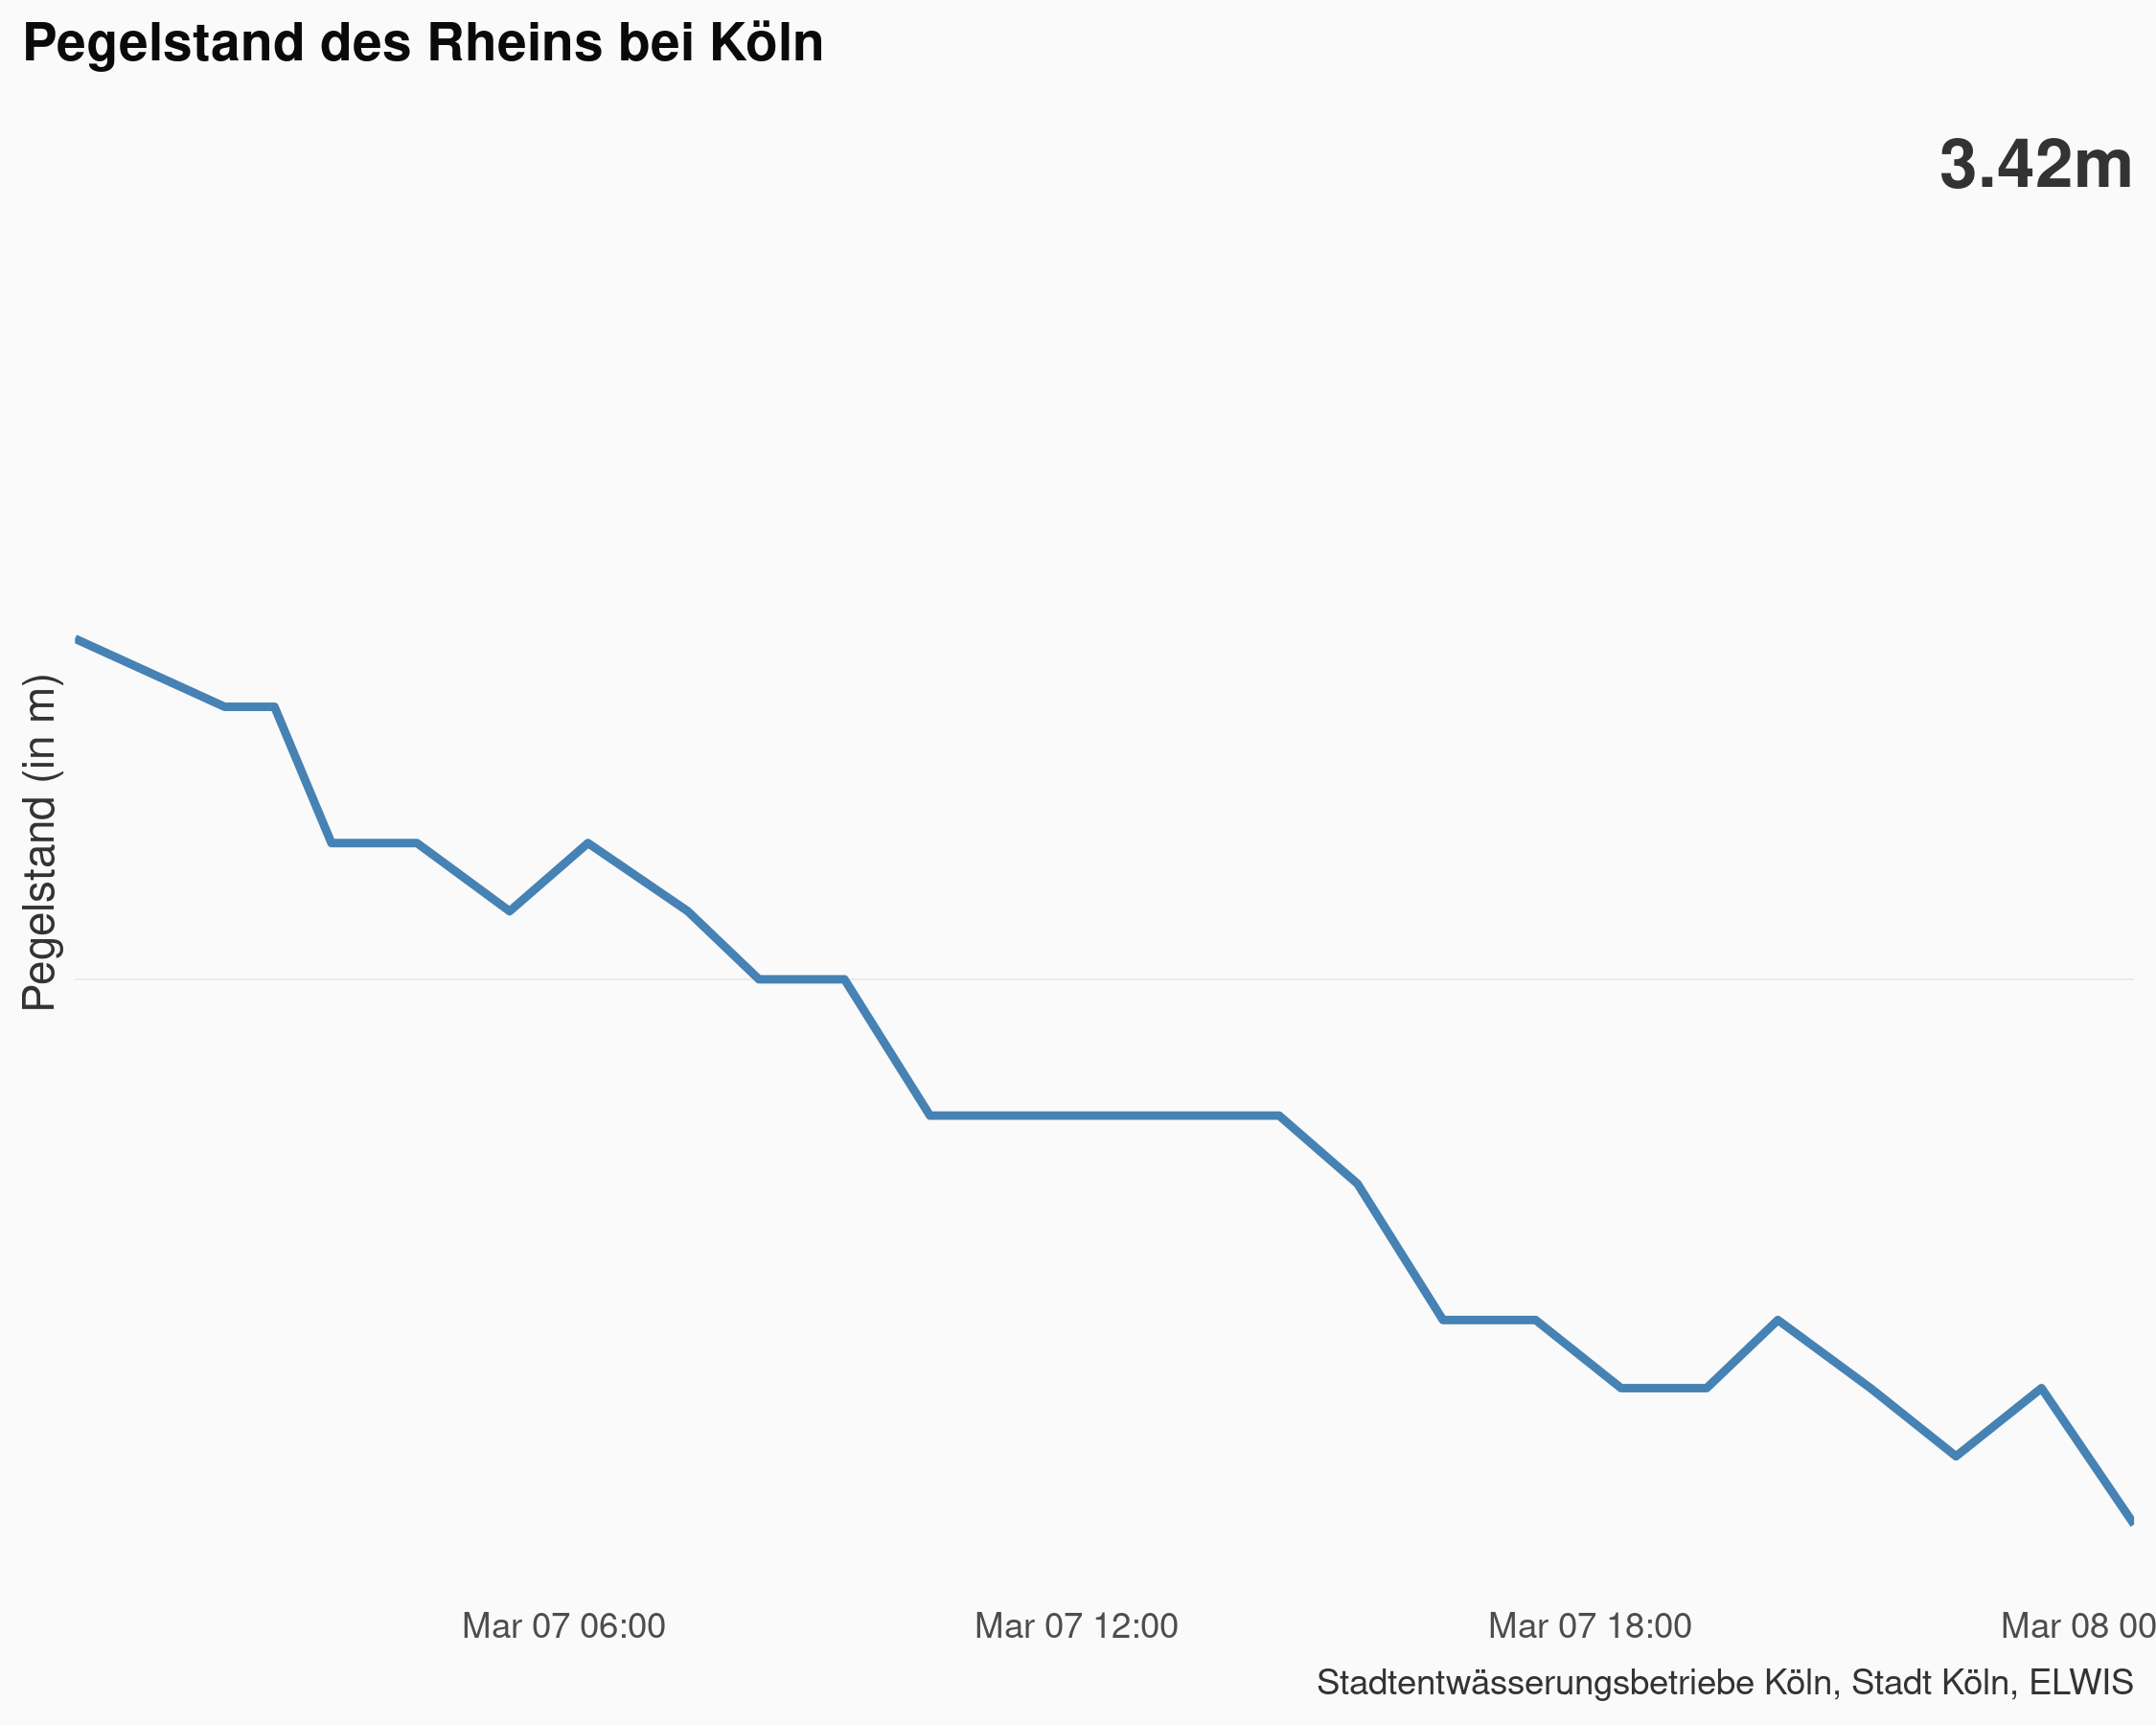 Pegelstand des Rheins bei Köln
3.42m
Pegelstand (in m)
Mar 07 06:00
Mar 07 12:00
Mar 07 18:00
Mar 08 00
Stadtentwässerungsbetriebe Köln, Stadt Köln, ELWIS